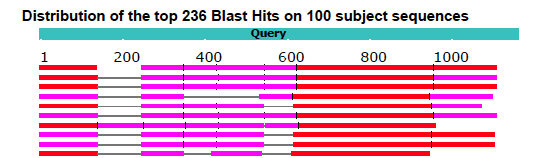 Distribution of the top 236 Blast Hits on 100 subject sequences
Query
1 200 400 600 800 1000